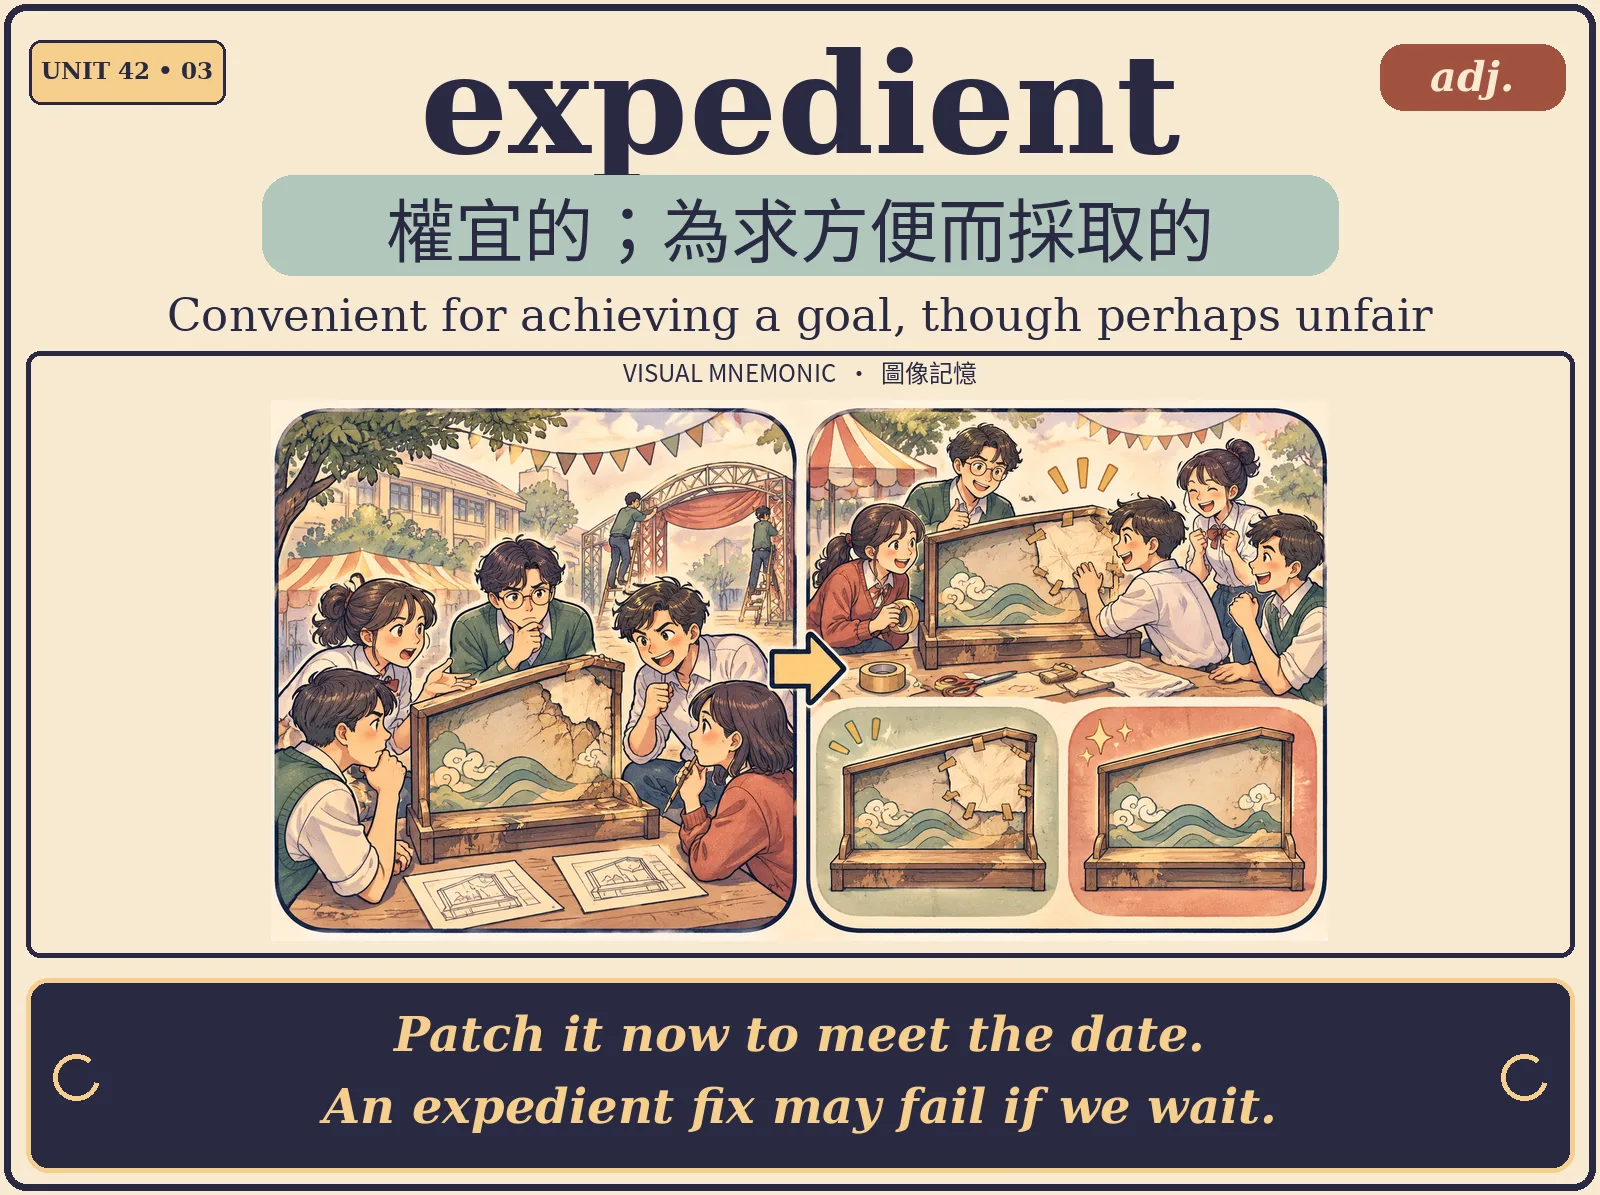 UNIT 42 • 03
expedient
adj.
權宜的；為求方便而採取的
Convenient for achieving a goal, though perhaps unfair
VISUAL MNEMONIC • 圖像記憶
Patch it now to meet the date.
An expedient fix may fail if we wait.